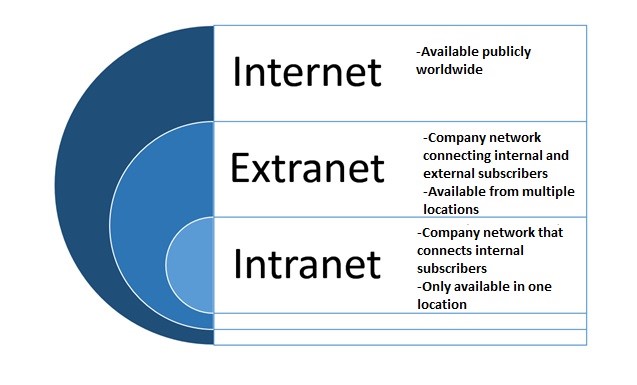 Internet
-Available publicly
worldwide
Extranet
-Company network
connecting internal and
external subscribers
-Available from multiple
locations
Intranet
-Company network that
connects internal
subscribers
-Only available in one
location